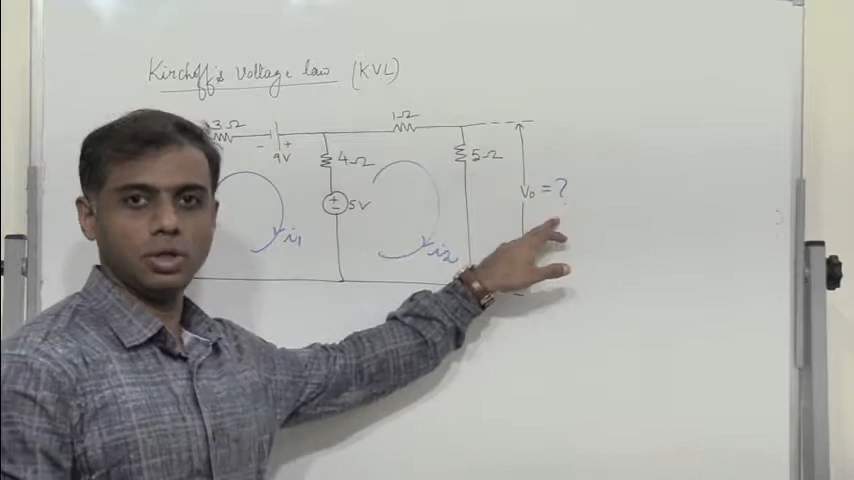 Kirchoff's Voltage law (KVL)
3Ω
1Ω
- +
9V
4Ω
5Ω
+
-
5V
V₀ = ?
i₁
i₂